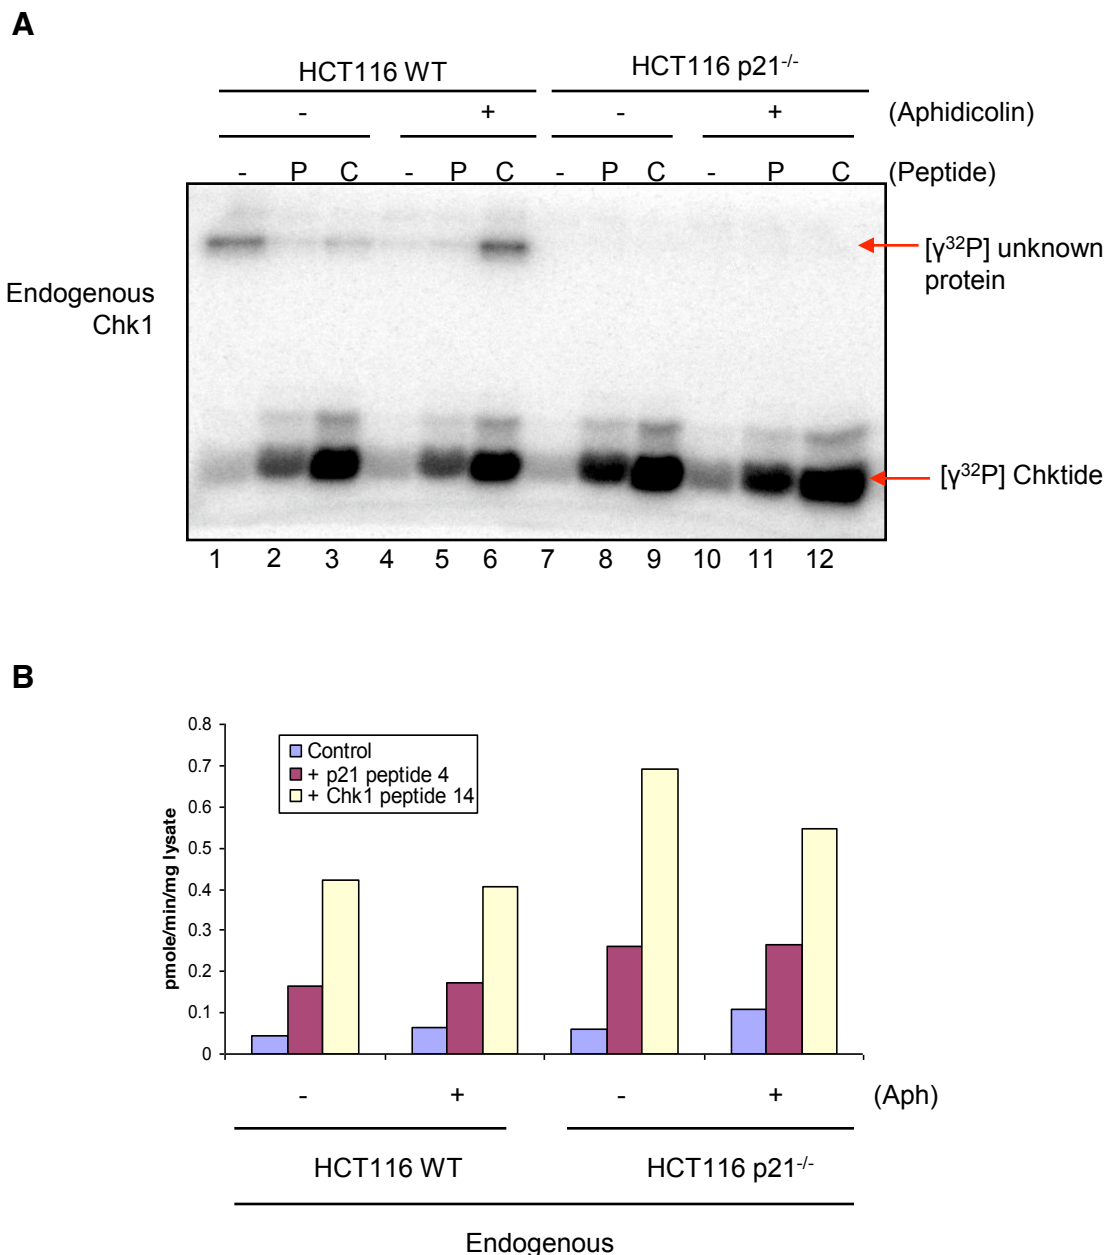 A
HCT116 WT
HCT116 p21-/-
- + - + (Aphidicolin)
- P C - P C - P C - P C (Peptide)
[γ32P] unknown
protein
Endogenous
Chk1
[γ32P] Chktide
1 2 3 4 5 6 7 8 9 10 11 12
B
0.8
0.7
0.6
0.5
0.4
0.3
0.2
0.1
0
pmole/min/mg lysate
Control
+ p21 peptide 4
+ Chk1 peptide 14
- + - + (Aph)
HCT116 WT
HCT116 p21-/-
Endogenous